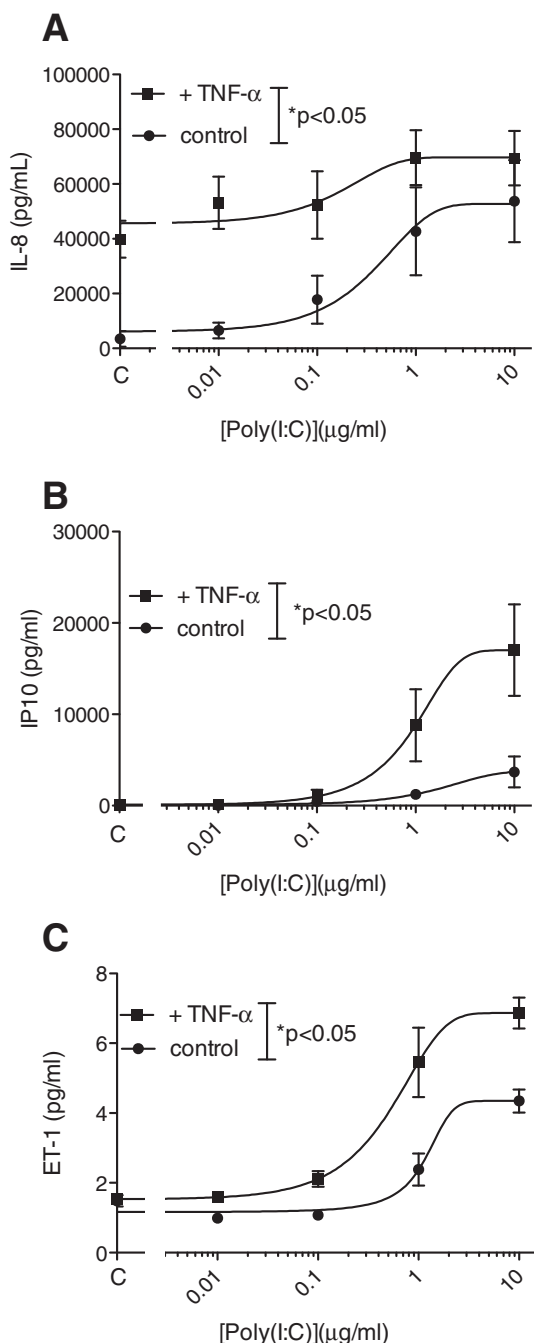 A
100000
80000
60000
40000
20000
0
IL-8 (pg/mL)
+ TNF-α
control
*p<0.05
C
0.01
0.1
1
10
[Poly(I:C)](μg/ml)
B
30000
20000
10000
0
IP10 (pg/ml)
+ TNF-α
control
*p<0.05
C
0.01
0.1
1
10
[Poly(I:C)](μg/ml)
C
8
6
4
2
0
ET-1 (pg/ml)
+ TNF-α
control
*p<0.05
C
0.01
0.1
1
10
[Poly(I:C)](μg/ml)